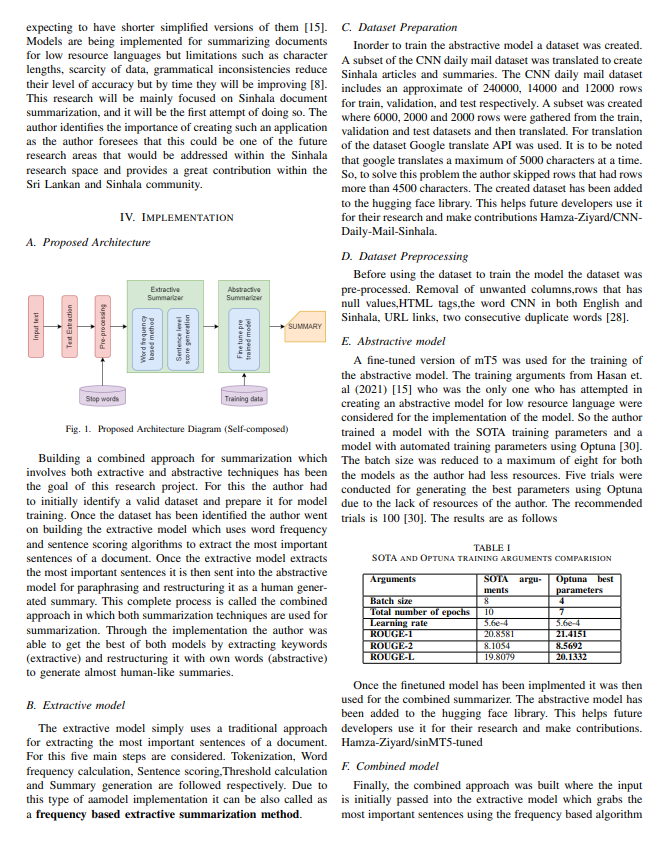 expecting to have shorter simplified versions of them [15].
Models are being implemented for summarizing documents
for low resource languages but limitations such as character
lengths, scarcity of data, grammatical inconsistencies reduce
their level of accuracy but by time they will be improving [8].
This research will be mainly focused on Sinhala document
summarization, and it will be the first attempt of doing so. The
author identifies the importance of creating such an application
as the author foresees that this could be one of the future
research areas that would be addressed within the Sinhala
research space and provides a great contribution within the
Sri Lankan and Sinhala community.
IV. IMPLEMENTATION
A. Proposed Architecture
Input text
Text Extraction
Pre-processing
Extractive
Summarizer
Word frequency
based method
Sentence level
score generation
Abstractive
Summarizer
Fine tune pre
trained model
SUMMARY
Stop words
Training data
Fig. 1. Proposed Architecture Diagram (Self-composed)
Building a combined approach for summarization which
involves both extractive and abstractive techniques has been
the goal of this research project. For this the author had
to initially identify a valid dataset and prepare it for model
training. Once the dataset has been identified the author went
on building the extractive model which uses word frequency
and sentence scoring algorithms to extract the most important
sentences of a document. Once the extractive model extracts
the most important sentences it is then sent into the abstractive
model for paraphrasing and restructuring it as a human gener-
ated summary. This complete process is called the combined
approach in which both summarization techniques are used for
summarization. Through the implementation the author was
able to get the best of both models by extracting keywords
(extractive) and restructuring it with own words (abstractive)
to generate almost human-like summaries.
B. Extractive model
The extractive model simply uses a traditional approach
for extracting the most important sentences of a document.
For this five main steps are considered. Tokenization, Word
frequency calculation, Sentence scoring,Threshold calculation
and Summary generation are followed respectively. Due to
this type of aamodel implementation it can be also called as
a frequency based extractive summarization method.
C. Dataset Preparation
Inorder to train the abstractive model a dataset was created.
A subset of the CNN daily mail dataset was translated to create
Sinhala articles and summaries. The CNN daily mail dataset
includes an approximate of 240000, 14000 and 12000 rows
for train, validation, and test respectively. A subset was created
where 6000, 2000 and 2000 rows were gathered from the train,
validation and test datasets and then translated. For translation
of the dataset Google translate API was used. It is to be noted
that google translates a maximum of 5000 characters at a time.
So, to solve this problem the author skipped rows that had rows
more than 4500 characters. The created dataset has been added
to the hugging face library. This helps future developers use it
for their research and make contributions Hamza-Ziyard/CNN-
Daily-Mail-Sinhala.
D. Dataset Preprocessing
Before using the dataset to train the model the dataset was
pre-processed. Removal of unwanted columns,rows that has
null values,HTML tags,the word CNN in both English and
Sinhala, URL links, two consecutive duplicate words [28].
E. Abstractive model
A fine-tuned version of mT5 was used for the training of
the abstractive model. The training arguments from Hasan et.
al (2021) [15] who was the only one who has attempted in
creating an abstractive model for low resource language were
considered for the implementation of the model. So the author
trained a model with the SOTA training parameters and a
model with automated training parameters using Optuna [30].
The batch size was reduced to a maximum of eight for both
the models as the author had less resources. Five trials were
conducted for generating the best parameters using Optuna
due to the lack of resources of the author. The recommended
trials is 100 [30]. The results are as follows
TABLE I
SOTA AND OPTUNA TRAINING ARGUMENTS COMPARISION
Arguments SOTA argu- Optuna best
ments parameters
Batch size 8 4
Total number of epochs 10 7
Learning rate 5.6e-4 5.6e-4
ROUGE-1 20.8581 21.4151
ROUGE-2 8.1054 8.5692
ROUGE-L 19.8079 20.1332
Once the finetuned model has been implmented it was then
used for the combined summarizer. The abstractive model has
been added to the hugging face library. This helps future
developers use it for their research and make contributions.
Hamza-Ziyard/sinMT5-tuned
F. Combined model
Finally, the combined approach was built where the input
is initially passed into the extractive model which grabs the
most important sentences using the frequency based algorithm